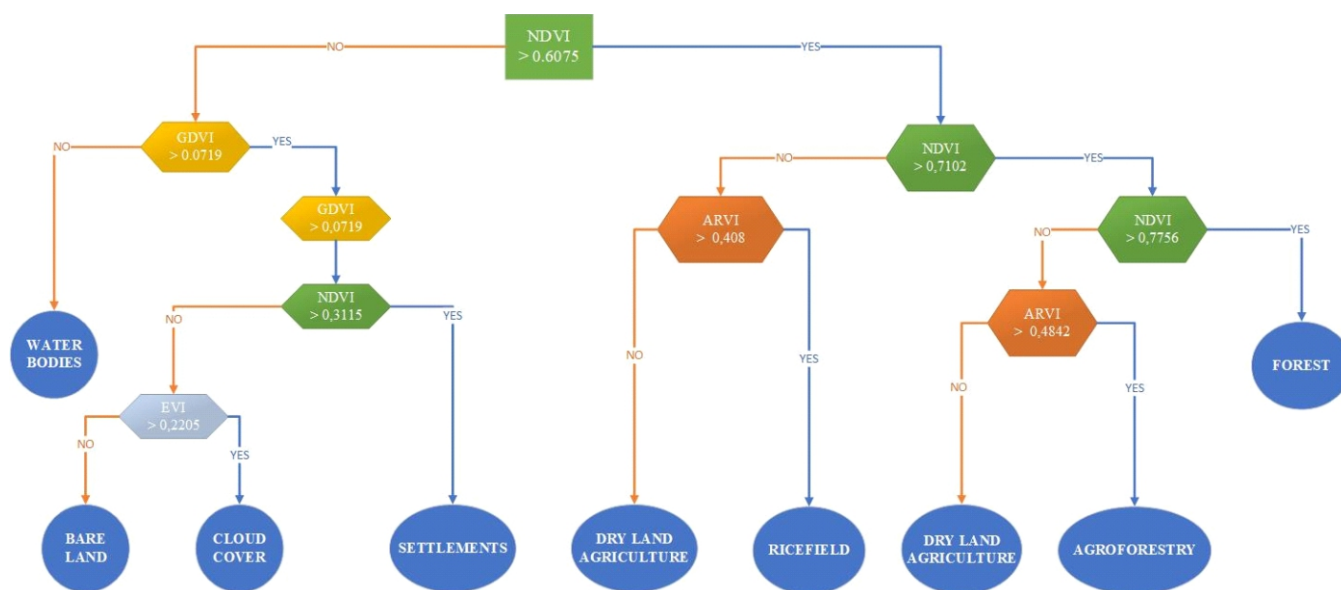 NDVI
> 0.6075
NO
YES
GDVI
> 0.0719
NO
YES
NDVI
> 0,7102
NO
YES
GDVI
> 0,0719
ARVI
> 0,408
NDVI
> 0,7756
NO
YES
NDVI
> 0,3115
NO
YES
ARVI
> 0,4842
WATER
BODIES
NO
YES
FOREST
EVI
> 0,2205
NO
YES
NO
YES
BARE
LAND
CLOUD
COVER
SETTLEMENTS
DRY LAND
AGRICULTURE
RICEFIELD
DRY LAND
AGRICULTURE
AGROFORESTRY